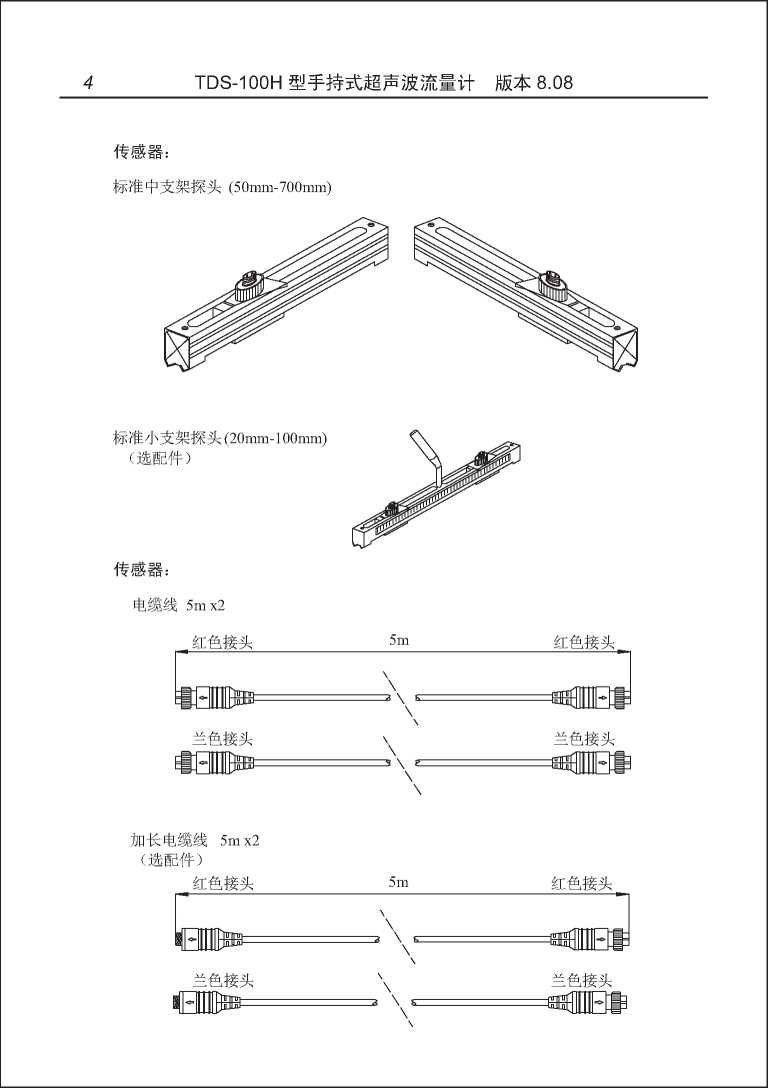 4 TDS-100H 型手持式超声波流量计 版本 8.08
传感器：
标准中支架探头 (50mm-700mm)
标准小支架探头(20mm-100mm)
（选配件）
传感器：
电缆线 5m x2
红色接头 5m 红色接头
兰色接头 兰色接头
加长电缆线 5m x2
（选配件）
红色接头 5m 红色接头
兰色接头 兰色接头